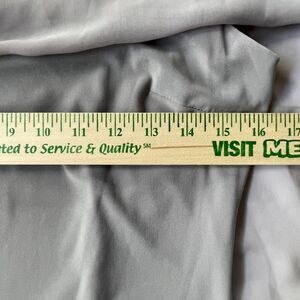 9 10 11 12 13 14 15 16 17
ted to Service & Quality SM VISIT ME